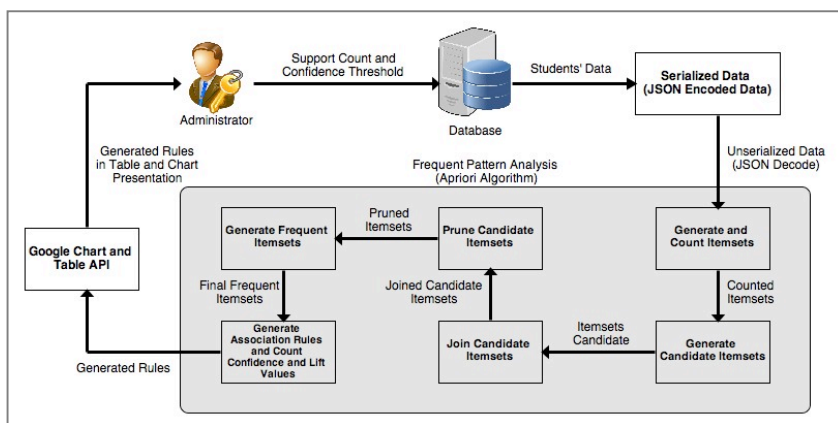 Support Count and
Confidence Threshold
Students' Data
Serialized Data
(JSON Encoded Data)
Administrator
Database
Generated Rules
in Table and Chart
Presentation
Unserialized Data
(JSON Decode)
Frequent Pattern Analysis
(Apriori Algorithm)
Generate and
Count Itemsets
Counted
Itemsets
Generate
Candidate Itemsets
Itemsets
Candidate
Join Candidate
Itemsets
Joined Candidate
Itemsets
Prune Candidate
Itemsets
Pruned
Itemsets
Generate Frequent
Itemsets
Final Frequent
Itemsets
Generate
Association Rules
and Count
Confidence and Lift
Values
Generated Rules
Google Chart and
Table API